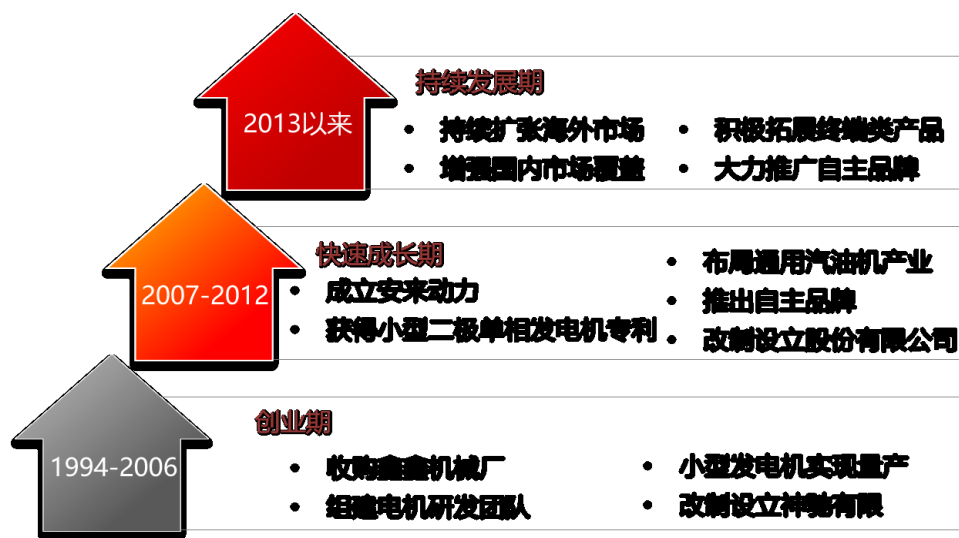 持续发展期
2013以来
• 持续扩张海外市场
• 积极拓展终端类产品
• 增强国内市场覆盖
• 大力推广自主品牌
快速成长期
2007-2012
• 成立安来动力
• 获得小型二极单相发电机专利
• 布局通用汽油机产业
• 推出自主品牌
• 改制设立股份有限公司
创业期
1994-2006
• 收购鑫鑫机械厂
• 小型发电机实现量产
• 组建电机研发团队
• 改制设立神驰有限